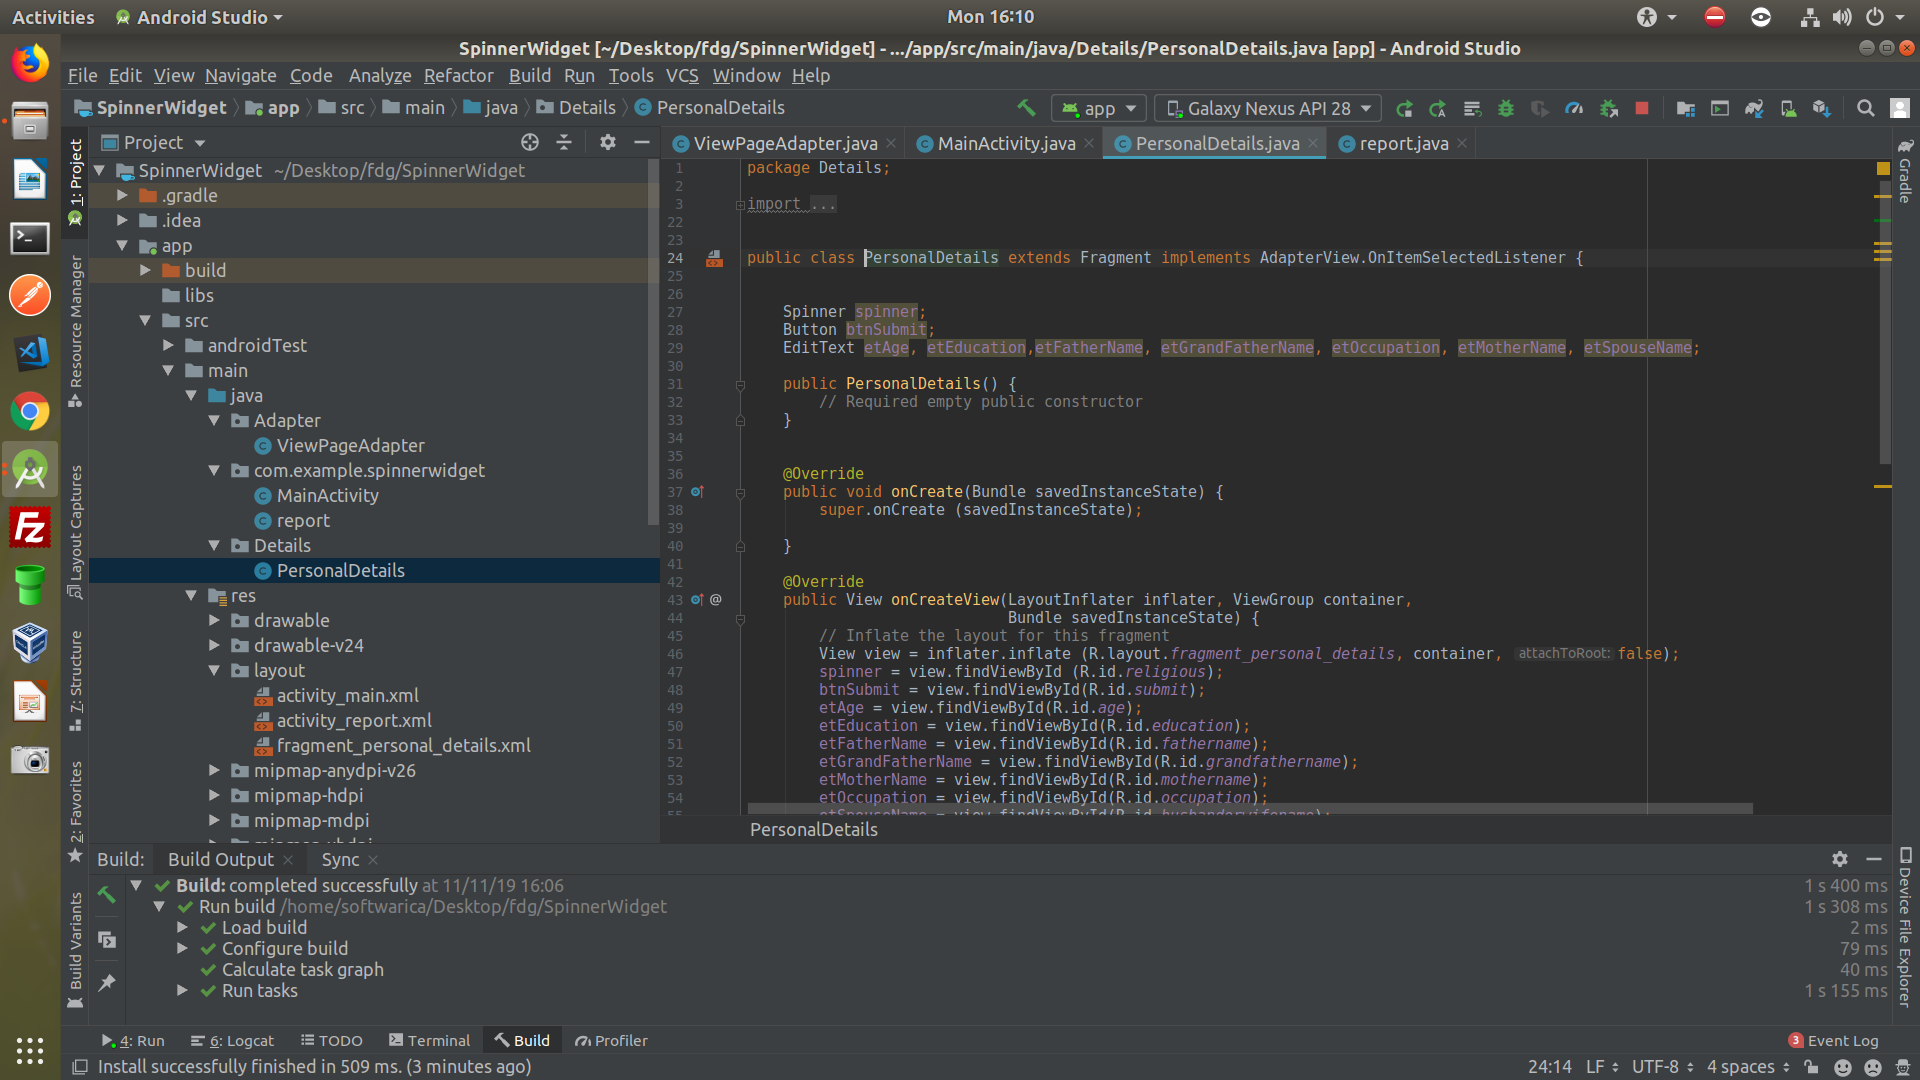 Activities
Android Studio
Mon 16:10
SpinnerWidget [~/Desktop/fdg/SpinnerWidget] - .../app/src/main/java/Details/PersonalDetails.java [app] - Android Studio
File Edit View Navigate Code Analyze Refactor Build Run Tools VCS Window Help
SpinnerWidget app src main java Details PersonalDetails
app
Galaxy Nexus API 28
1: Project
Resource Manager
Layout Captures
7: Structure
2: Favorites
Build Variants
Project
SpinnerWidget ~/Desktop/fdg/SpinnerWidget
.gradle
.idea
app
build
libs
src
androidTest
main
java
Adapter
ViewPageAdapter
com.example.spinnerwidget
MainActivity
report
Details
PersonalDetails
res
drawable
drawable-v24
layout
activity_main.xml
activity_report.xml
fragment_personal_details.xml
mipmap-anydpi-v26
mipmap-hdpi
mipmap-mdpi
ViewPageAdapter.java
MainActivity.java
PersonalDetails.java
report.java
1 package Details;
2
3 import ...
22
23
24 public class PersonalDetails extends Fragment implements AdapterView.OnItemSelectedListener {
25
26
27 Spinner spinner;
28 Button btnSubmit;
29 EditText etAge, etEducation,etFatherName, etGrandFatherName, etOccupation, etMotherName, etSpouseName;
30
31 public PersonalDetails() {
32 // Required empty public constructor
33 }
34
35
36 @Override
37 public void onCreate(Bundle savedInstanceState) {
38 super.onCreate (savedInstanceState);
39
40 }
41
42 @Override
43 @ public View onCreateView(LayoutInflater inflater, ViewGroup container,
44 Bundle savedInstanceState) {
45 // Inflate the layout for this fragment
46 View view = inflater.inflate (R.layout.fragment_personal_details, container, attachToRoot: false);
47 spinner = view.findViewById (R.id.religious);
48 btnSubmit = view.findViewById(R.id.submit);
49 etAge = view.findViewById(R.id.age);
50 etEducation = view.findViewById(R.id.education);
51 etFatherName = view.findViewById(R.id.fathername);
52 etGrandFatherName = view.findViewById(R.id.grandfathername);
53 etMotherName = view.findViewById(R.id.mothername);
54 etOccupation = view.findViewById(R.id.occupation);
PersonalDetails
Gradle
Device File Explorer
Build: Build Output Sync
Build: completed successfully at 11/11/19 16:06 1 s 400 ms
Run build /home/softwarica/Desktop/fdg/SpinnerWidget 1 s 308 ms
Load build 2 ms
Configure build 79 ms
Calculate task graph 40 ms
Run tasks 1 s 155 ms
4: Run 6: Logcat TODO Terminal Build Profiler
3 Event Log
Install successfully finished in 509 ms. (3 minutes ago)
24:14 LF UTF-8 4 spaces